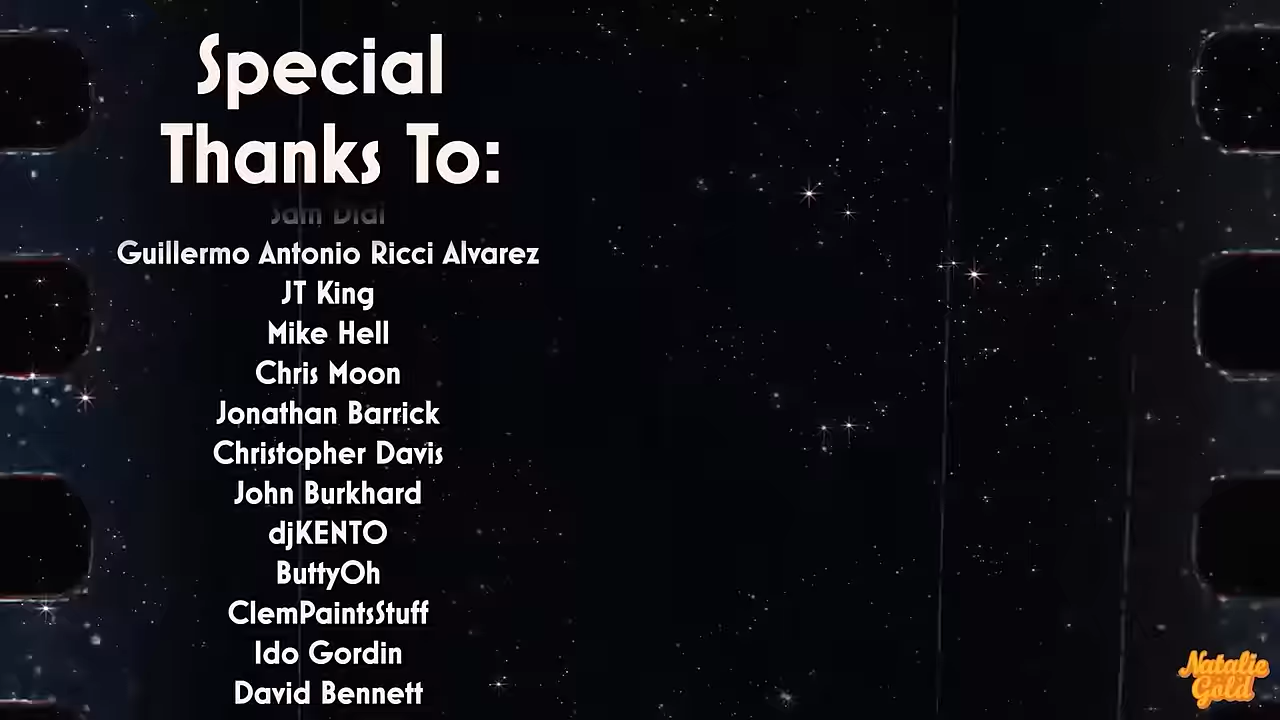 Special
Thanks To:
Sam
Guillermo Antonio Ricci Alvarez
JT King
Mike Hell
Chris Moon
Jonathan Barrick
Christopher Davis
John Burkhard
djKENTO
ButtyOh
ClemPaintsStuff
Ido Gordin
David Bennett
Natalie
Gold